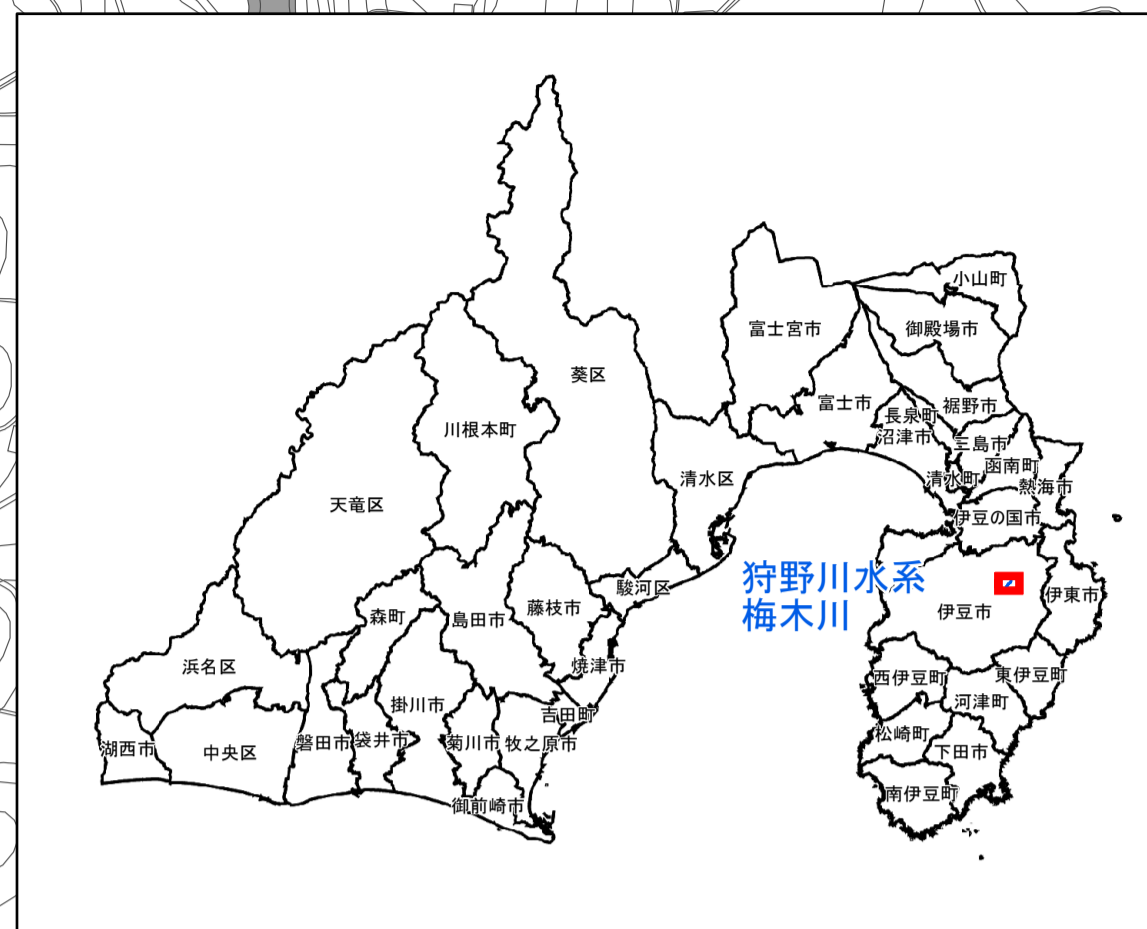 小山町
富士宮市
御殿場市
葵区
富士市
裾野市
長泉町
川根本町
沼津市
三島市
函南町
清水区
清水町
熱海市
天竜区
伊豆の国市
狩野川水系
梅木川
駿河区
伊豆市
伊東市
藤枝市
森町
島田市
焼津市
浜名区
西伊豆町
東伊豆町
河津町
掛川市
吉田町
湖西市
中央区
磐田市
袋井市
菊川市
牧之原市
松崎町
下田市
御前崎市
南伊豆町